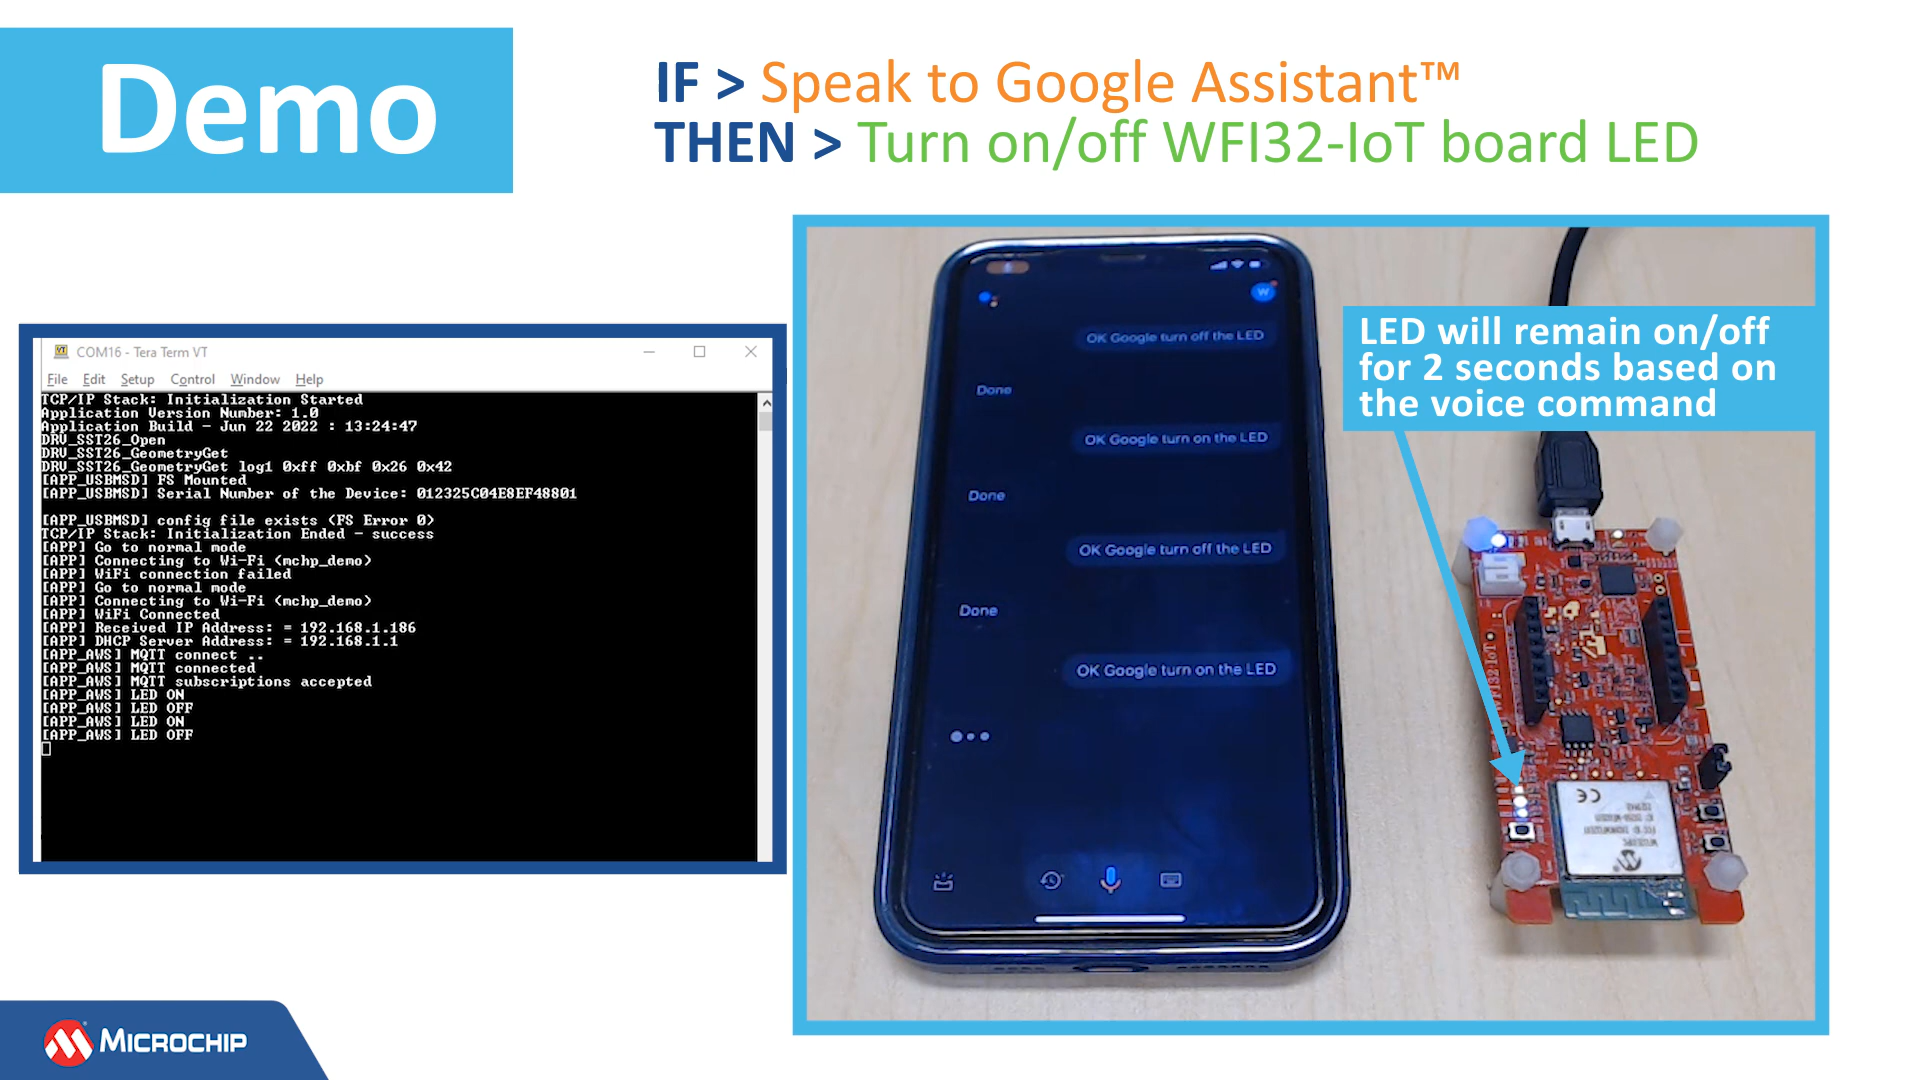 Demo
IF > Speak to Google Assistant™
THEN > Turn on/off WFI32-IoT board LED
COM16 - Tera Term VT
File Edit Setup Control Window Help
TCP/IP Stack: Initialization Started
Application Version Number: 1.0
Application Build - Jun 22 2022 : 13:24:47
DRV_SST26_Open
DRV_SST26_GeometryGet
DRV_SST26_GeometryGet log1 0xff 0xbf 0x26 0x42
[APP_USBMSD] FS Mounted
[APP_USBMSD] Serial Number of the Device: 012325C04E8EF48801
[APP_USBMSD] config file exists (FS Error 0)
TCP/IP Stack: Initialization Ended - success
[APP] Go to normal mode
[APP] Connecting to Wi-Fi (mchp_demo)
[APP] WiFi connection failed
[APP] Go to normal mode
[APP] Connecting to Wi-Fi (mchp_demo)
[APP] WiFi Connected
[APP] Received IP Address: = 192.168.1.186
[APP] DHCP Server Address: = 192.168.1.1
[APP_AWS] MQTT connect ..
[APP_AWS] MQTT connected
[APP_AWS] MQTT subscriptions accepted
[APP_AWS] LED ON
[APP_AWS] LED OFF
[APP_AWS] LED ON
[APP_AWS] LED OFF
W
OK Google turn off the LED
Done
OK Google turn on the LED
Done
OK Google turn off the LED
Done
OK Google turn on the LED
LED will remain on/off
for 2 seconds based on
the voice command
WFI32-IoT
CE
MICROCHIP